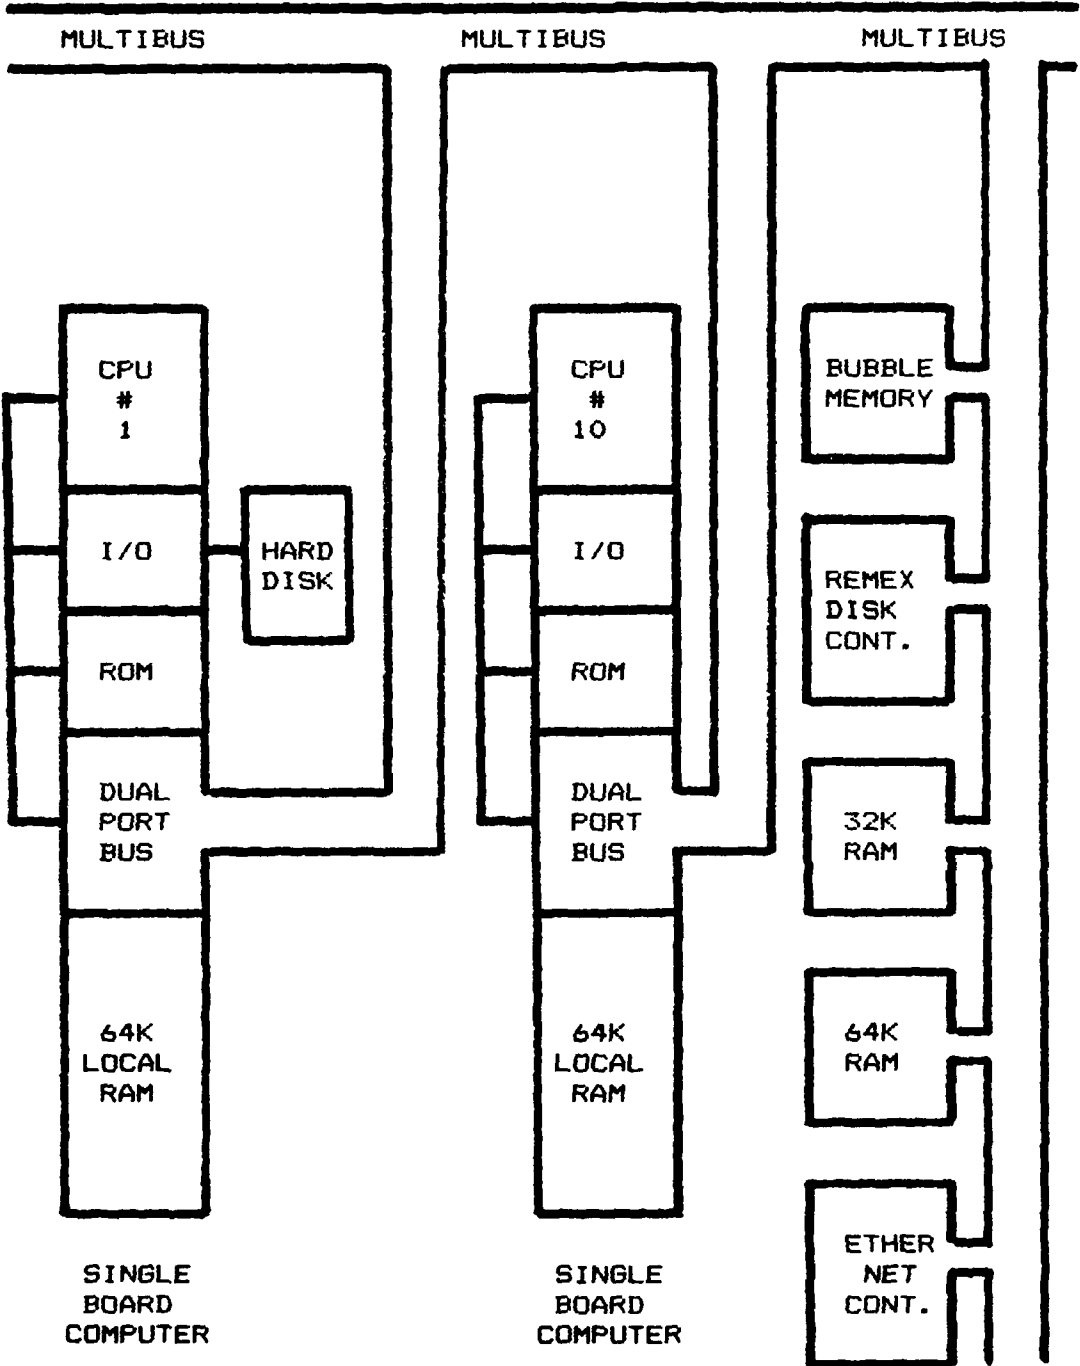 MULTIBUS
MULTIBUS
MULTIBUS
CPU
#
1
I/O
HARD
DISK
ROM
DUAL
PORT
BUS
64K
LOCAL
RAM
SINGLE
BOARD
COMPUTER
CPU
#
10
I/O
ROM
DUAL
PORT
BUS
64K
LOCAL
RAM
SINGLE
BOARD
COMPUTER
BUBBLE
MEMORY
REMEX
DISK
CONT.
32K
RAM
64K
RAM
ETHER
NET
CONT.